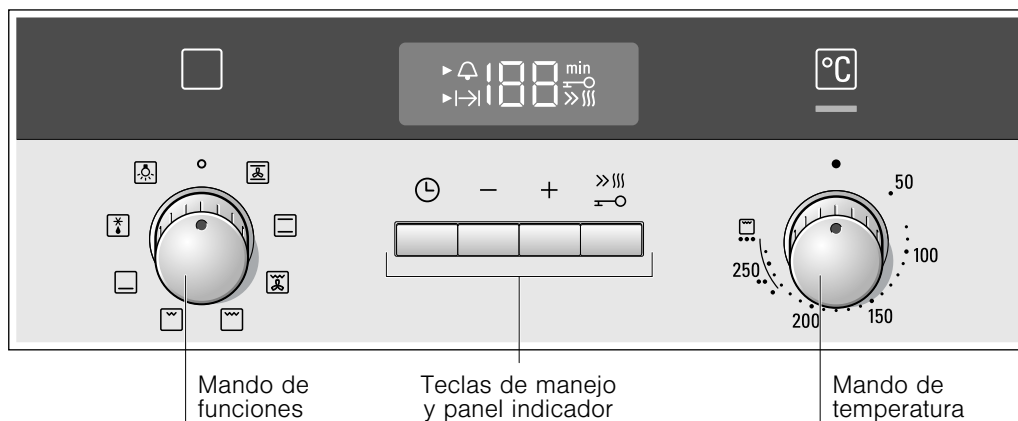 188 min
°C
− +
50
100
150
200
250
Mando de
funciones
Teclas de manejo
y panel indicador
Mando de
temperatura